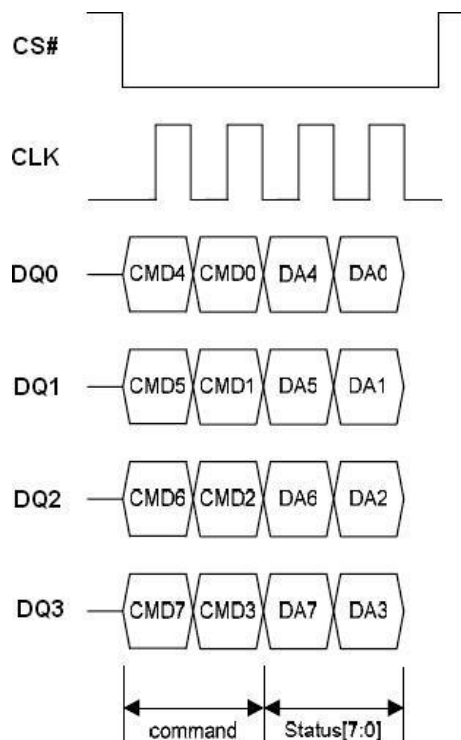 CS#
CLK
DQ0 CMD4 CMD0 DA4 DA0
DQ1 CMD5 CMD1 DA5 DA1
DQ2 CMD6 CMD2 DA6 DA2
DQ3 CMD7 CMD3 DA7 DA3
command Status[7:0]